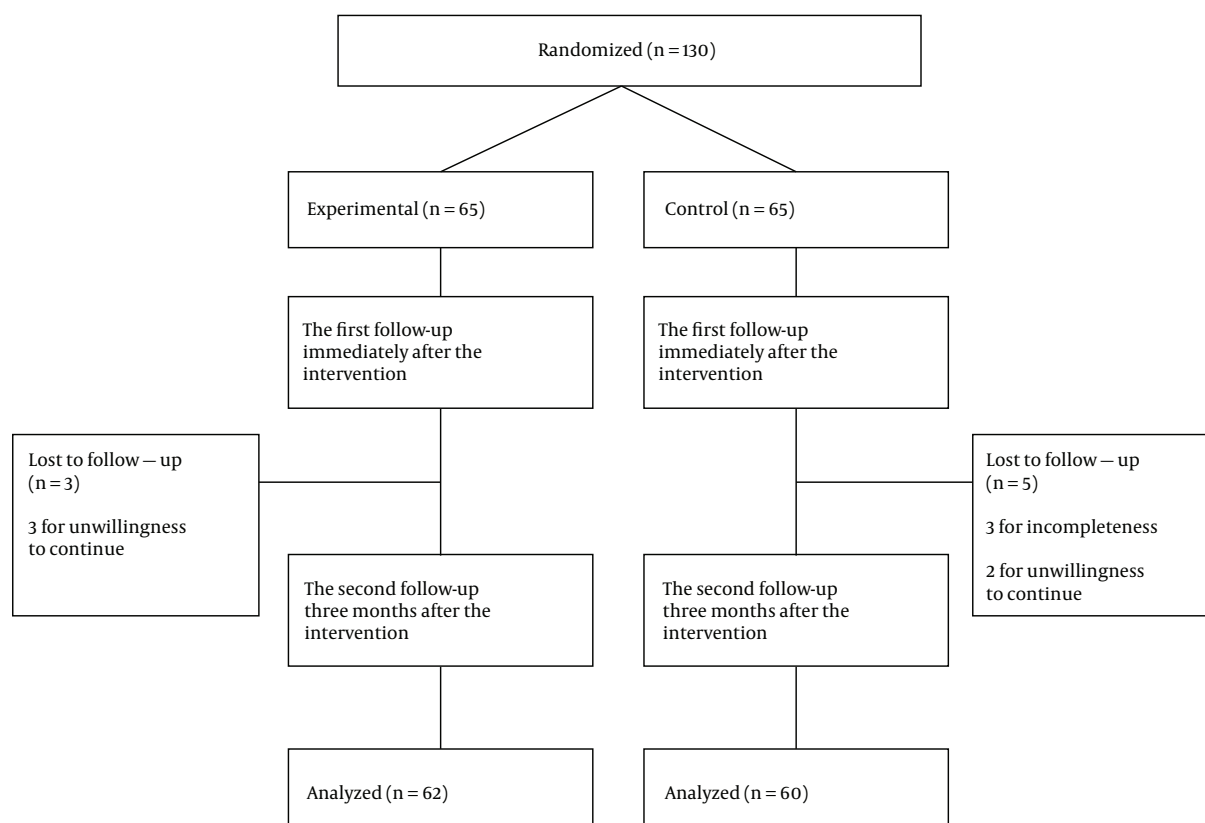 Randomized (n = 130)
Experimental (n = 65)
Control (n = 65)
The first follow-up
immediately after the
intervention
The first follow-up
immediately after the
intervention
Lost to follow – up
(n = 3)
3 for unwillingness
to continue
Lost to follow – up
(n = 5)
3 for incompleteness
2 for unwillingness
to continue
The second follow-up
three months after the
intervention
The second follow-up
three months after the
intervention
Analyzed (n = 62)
Analyzed (n = 60)